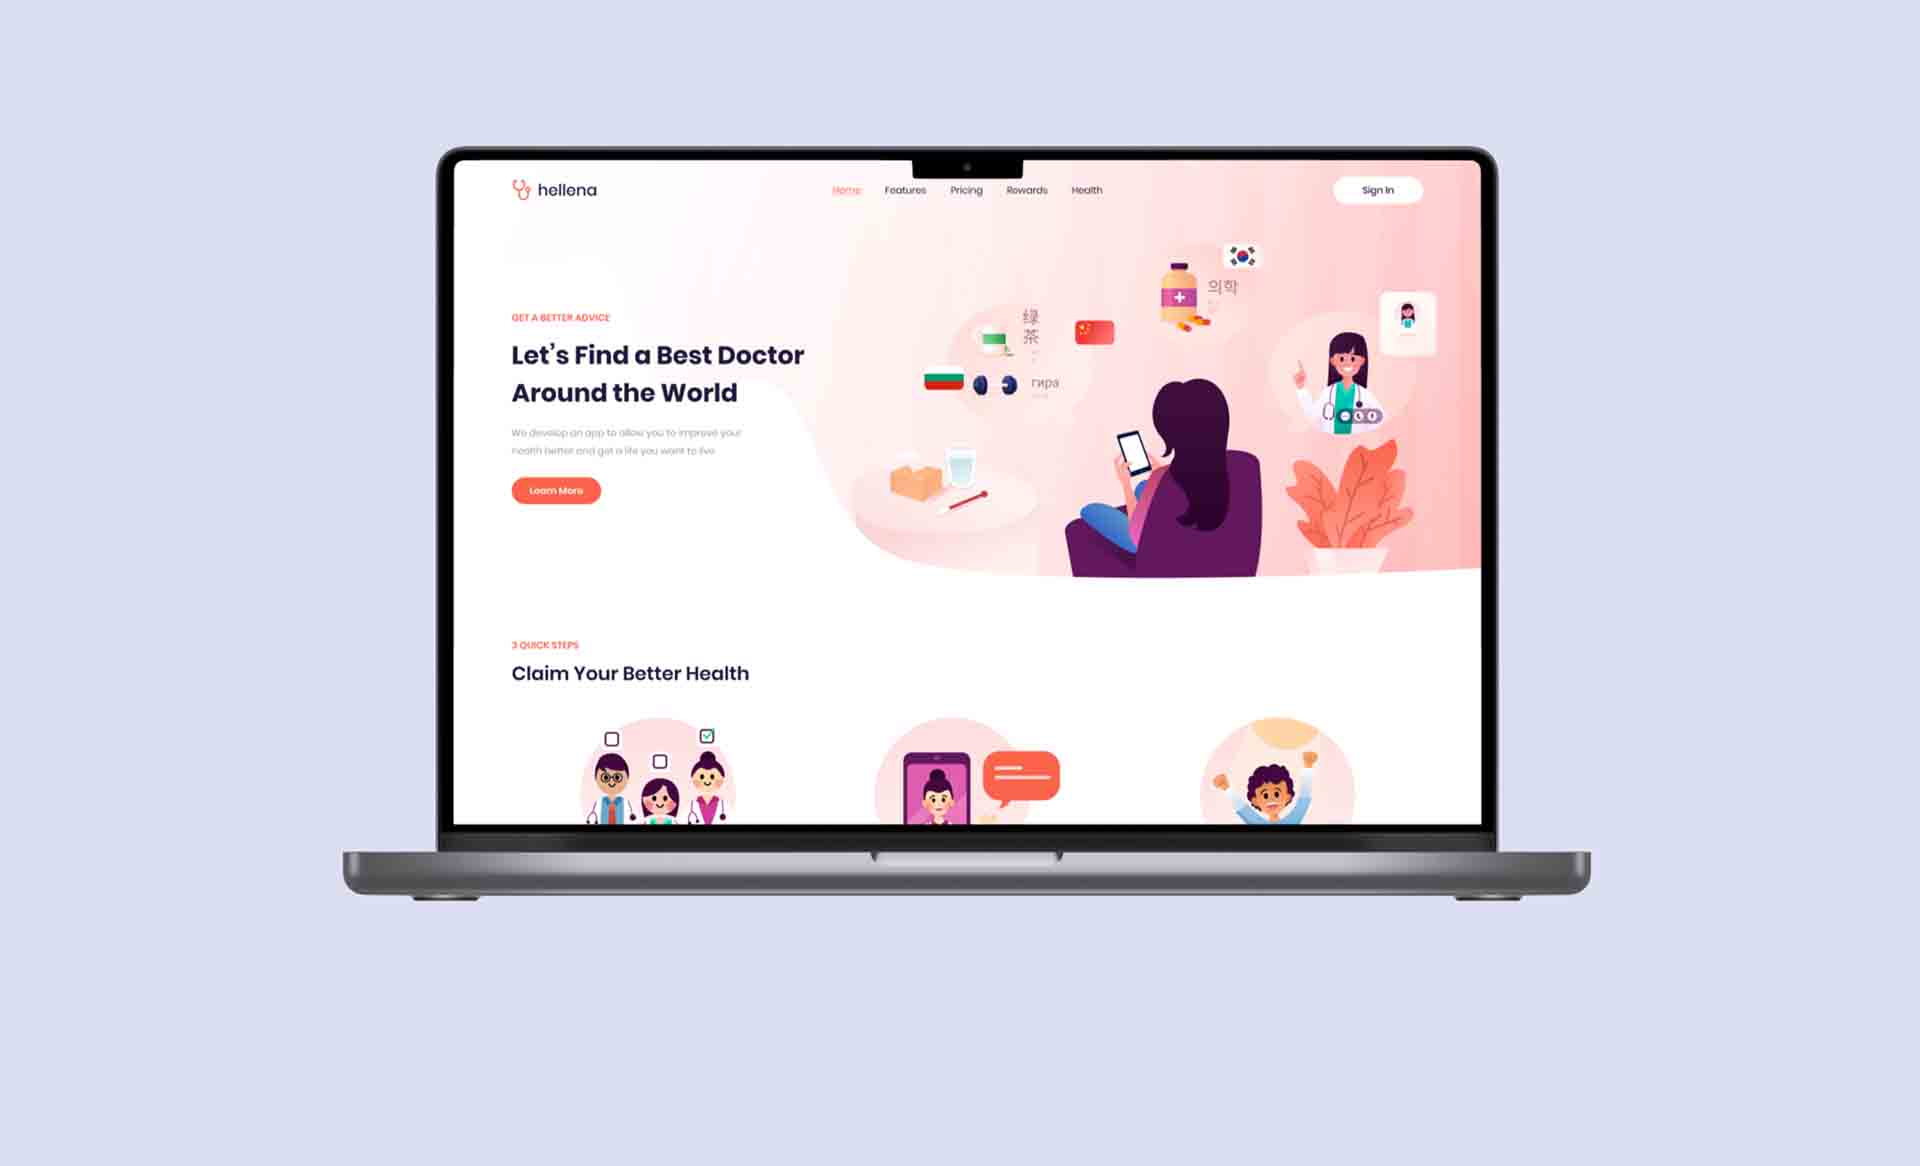 hellena
Home Features Pricing Rewards Health
Sign In
GET A BETTER ADVICE
Let's Find a Best Doctor
Around the World
We develop an app to allow you to improve your
health better and get a life you want to live
Learn More
绿
茶
гира
의학
3 QUICK STEPS
Claim Your Better Health